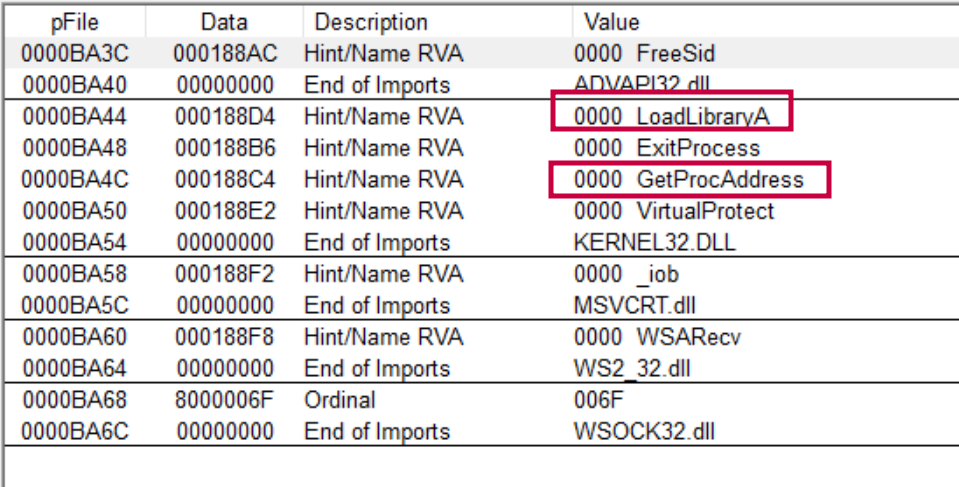 pFile Data Description Value
0000BA3C 000188AC Hint/Name RVA 0000 FreeSid
0000BA40 00000000 End of Imports ADVAPI32.dll
0000BA44 000188D4 Hint/Name RVA 0000 LoadLibraryA
0000BA48 000188B6 Hint/Name RVA 0000 ExitProcess
0000BA4C 000188C4 Hint/Name RVA 0000 GetProcAddress
0000BA50 000188E2 Hint/Name RVA 0000 VirtualProtect
0000BA54 00000000 End of Imports KERNEL32.DLL
0000BA58 000188F2 Hint/Name RVA 0000 _iob
0000BA5C 00000000 End of Imports MSVCRT.dll
0000BA60 000188F8 Hint/Name RVA 0000 WSARecv
0000BA64 00000000 End of Imports WS2_32.dll
0000BA68 8000006F Ordinal 006F
0000BA6C 00000000 End of Imports WSOCK32.dll